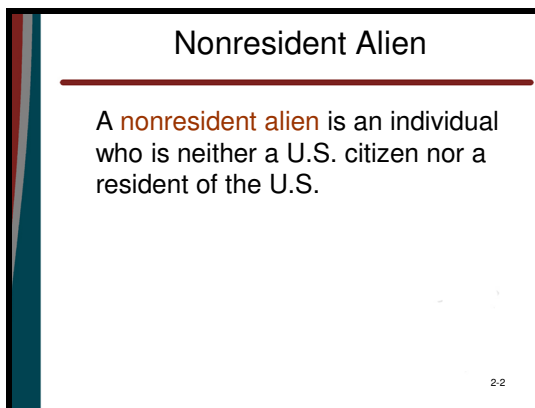 Nonresident Alien
A nonresident alien is an individual
who is neither a U.S. citizen nor a
resident of the U.S.
2-2